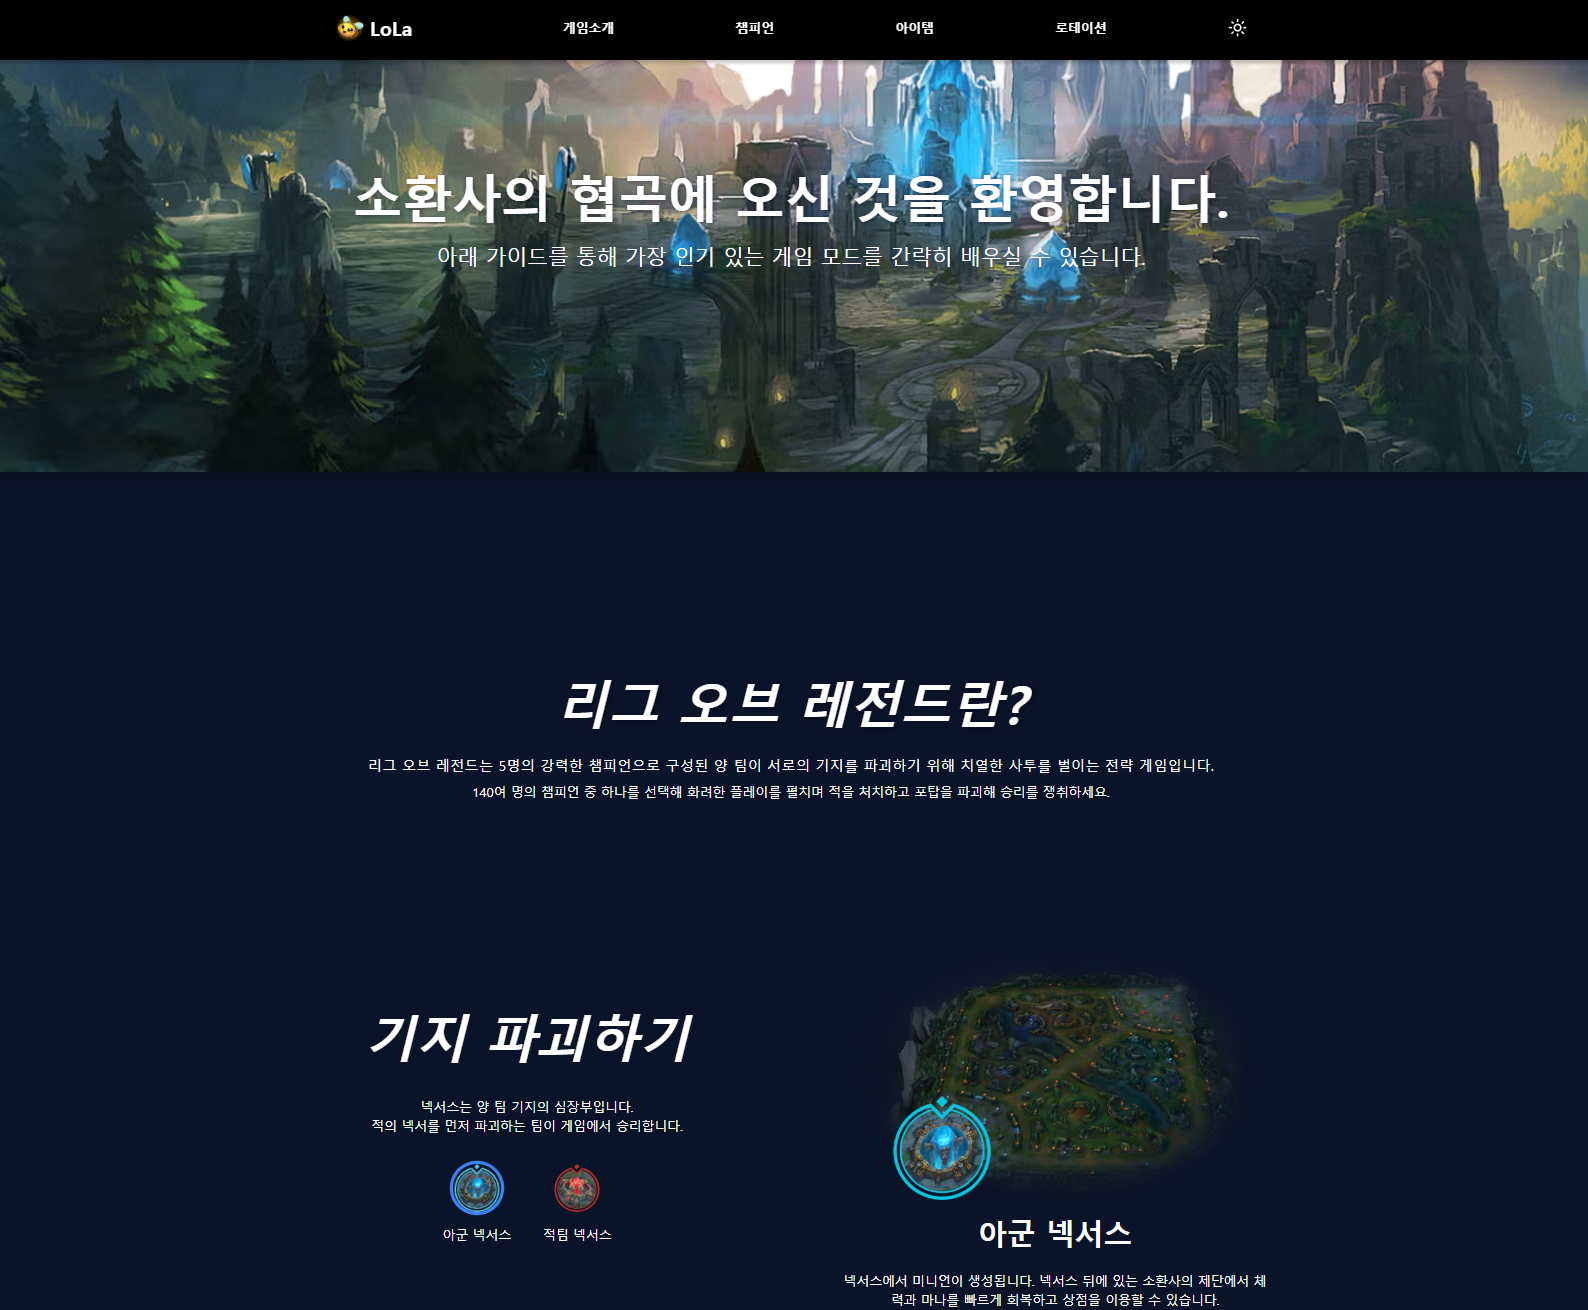 LoLa
게임소개
챔피언
아이템
로테이션
소환사의 협곡에 오신 것을 환영합니다.
아래 가이드를 통해 가장 인기 있는 게임 모드를 간략히 배우실 수 있습니다.
리그 오브 레전드란?
리그 오브 레전드는 5명의 강력한 챔피언으로 구성된 양 팀이 서로의 기지를 파괴하기 위해 치열한 사투를 벌이는 전략 게임입니다.
140여 명의 챔피언 중 하나를 선택해 화려한 플레이를 펼치며 적을 처치하고 포탑을 파괴해 승리를 쟁취하세요.
기지 파괴하기
넥서스는 양 팀 기지의 심장부입니다.
적의 넥서를 먼저 파괴하는 팀이 게임에서 승리합니다.
아군 넥서스
적팀 넥서스
아군 넥서스
넥서스에서 미니언이 생성됩니다. 넥서스 뒤에 있는 소환사의 제단에서 체
력과 마나를 빠르게 회복하고 상점을 이용할 수 있습니다.